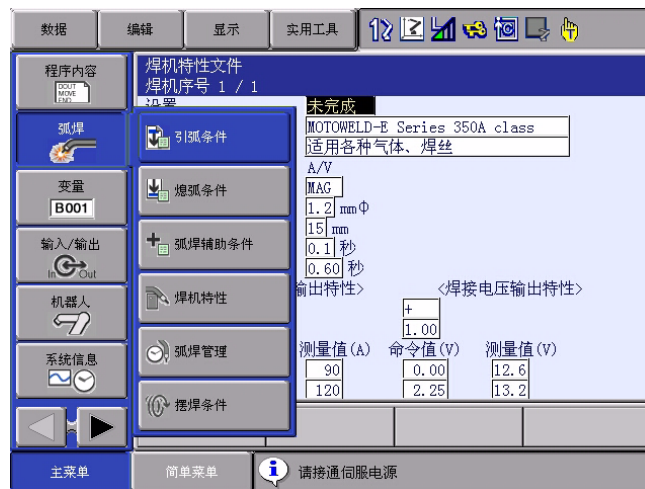 数据 编辑 显示 实用工具
程序内容
DOUT
MOVE
END
弧焊
变量
B001
输入/输出
In Out
机器人
系统信息
主菜单 简单菜单
焊机特性文件
焊机序号 1 / 1
设置 未完成
MOTOWELD-E Series 350A class
适用各种气体、焊丝
A/V
MAG
1.2 mmΦ
15 mm
0.1 秒
0.60 秒
输出特性> <焊接电压输出特性>
+
1.00
测量值(A) 命令值(V) 测量值(V)
90 0.00 12.6
120 2.25 13.2
引弧条件
熄弧条件
弧焊辅助条件
焊机特性
弧焊管理
摆焊条件
请接通伺服电源